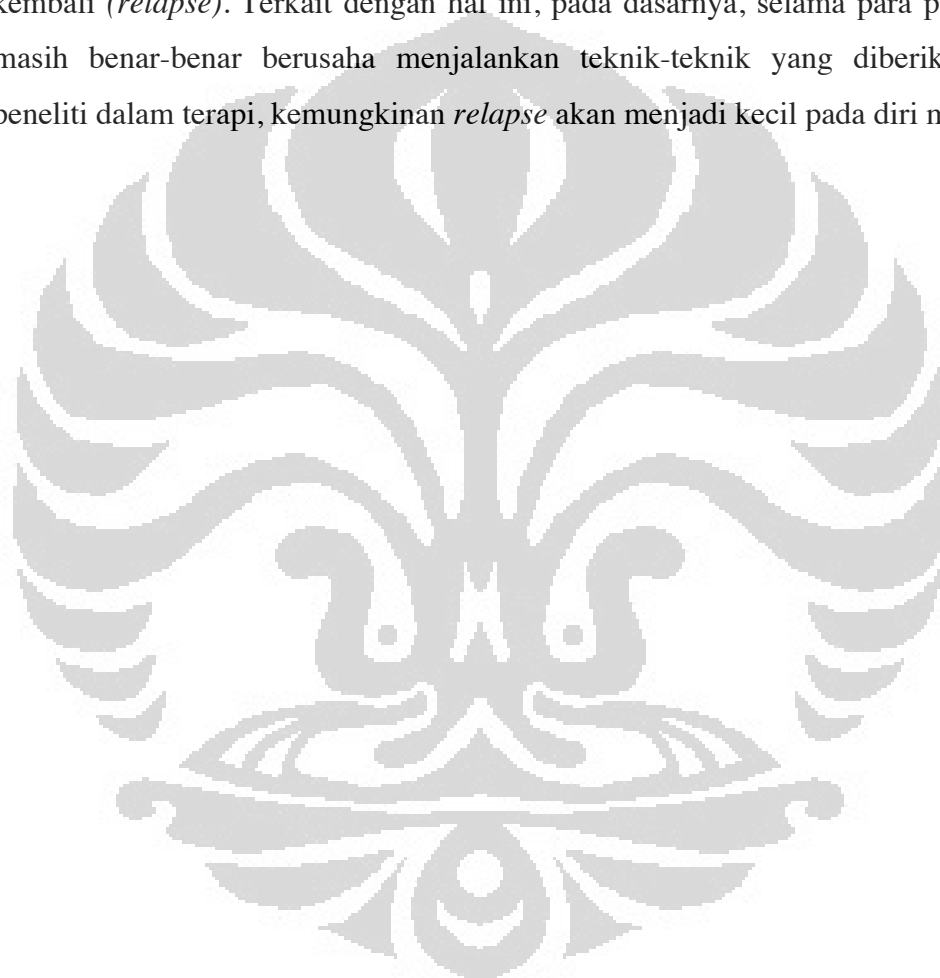 kembali (relapse). Terkait dengan hal ini, pada dasarnya, selama para p
masih benar-benar berusaha menjalankan teknik-teknik yang diberik
peneliti dalam terapi, kemungkinan relapse akan menjadi kecil pada diri m